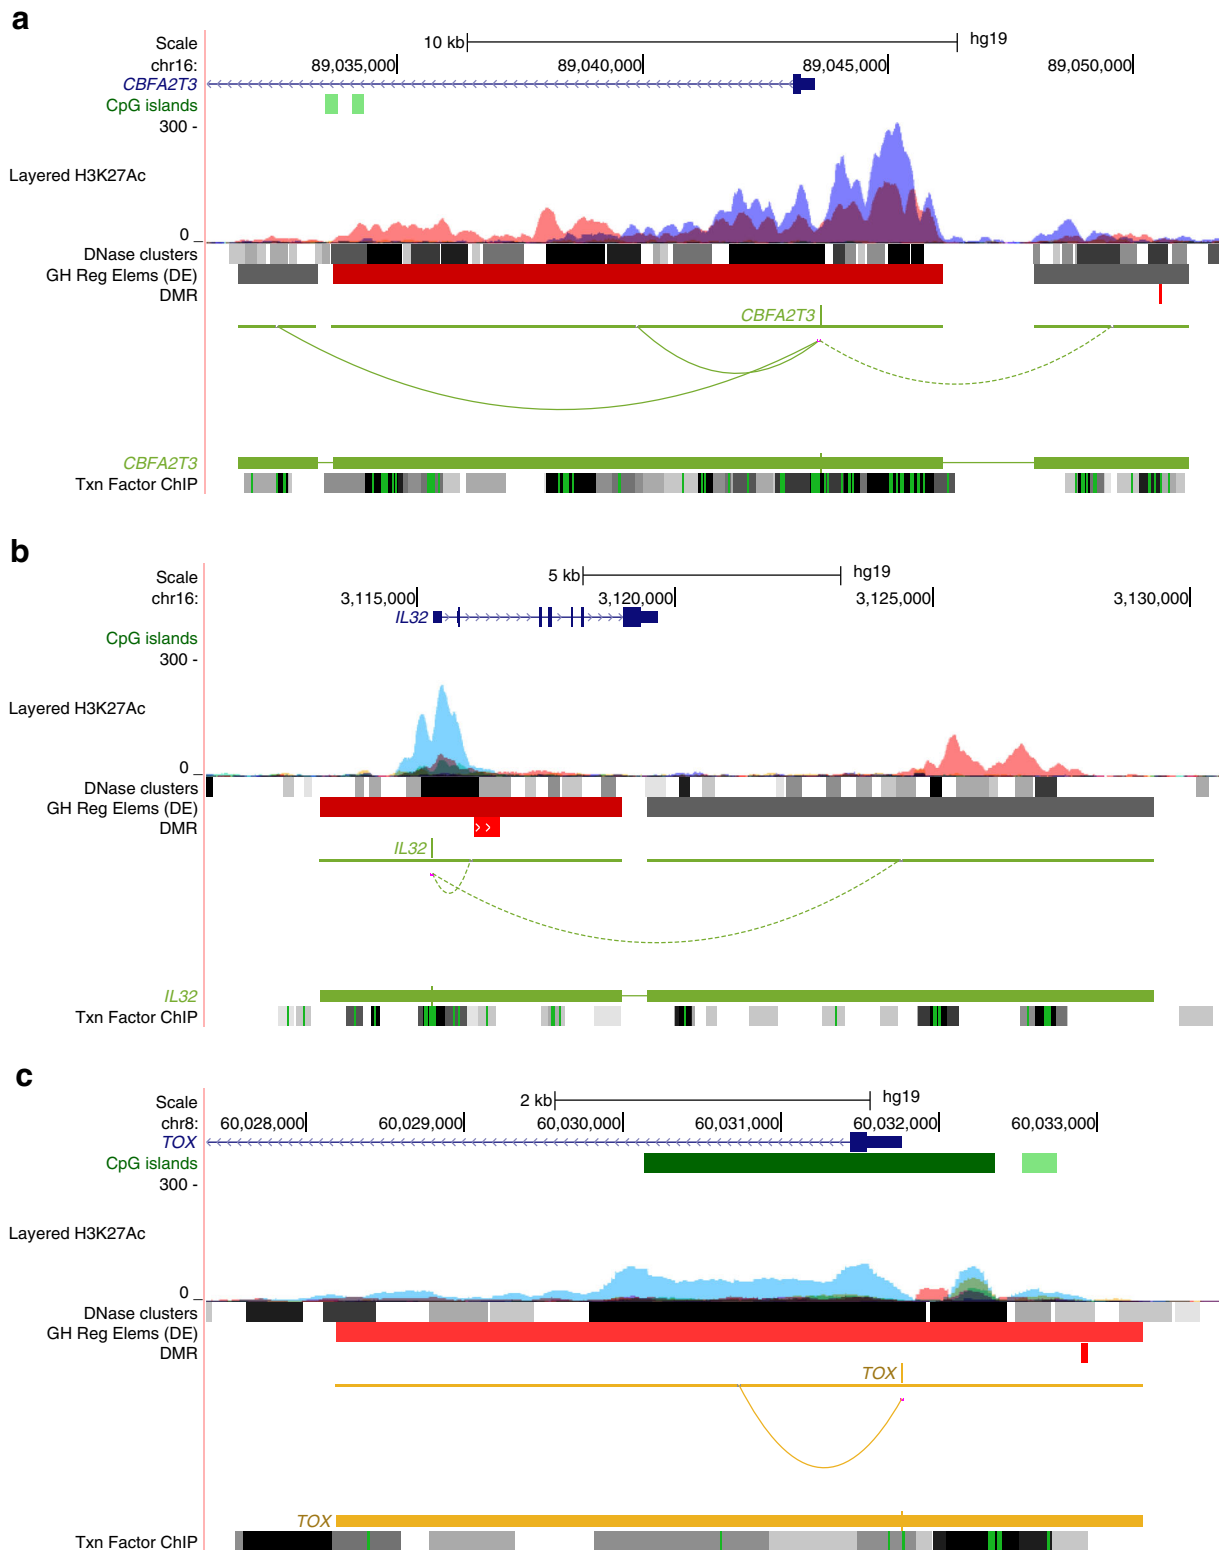 a
Scale 10 kb hg19
chr16: 89,035,000 89,040,000 89,045,000 89,050,000
CBFA2T3
CpG islands
300 -
Layered H3K27Ac
0
DNase clusters
GH Reg Elems (DE)
DMR
CBFA2T3
CBFA2T3
Txn Factor ChIP
b
Scale 5 kb hg19
chr16: 3,115,000 3,120,000 3,125,000 3,130,000
IL32
CpG islands
300 -
Layered H3K27Ac
0
DNase clusters
GH Reg Elems (DE)
DMR
IL32
IL32
Txn Factor ChIP
c
Scale 2 kb hg19
chr8: 60,028,000 60,029,000 60,030,000 60,031,000 60,032,000 60,033,000
TOX
CpG islands
300 -
Layered H3K27Ac
0
DNase clusters
GH Reg Elems (DE)
DMR
TOX
TOX
Txn Factor ChIP